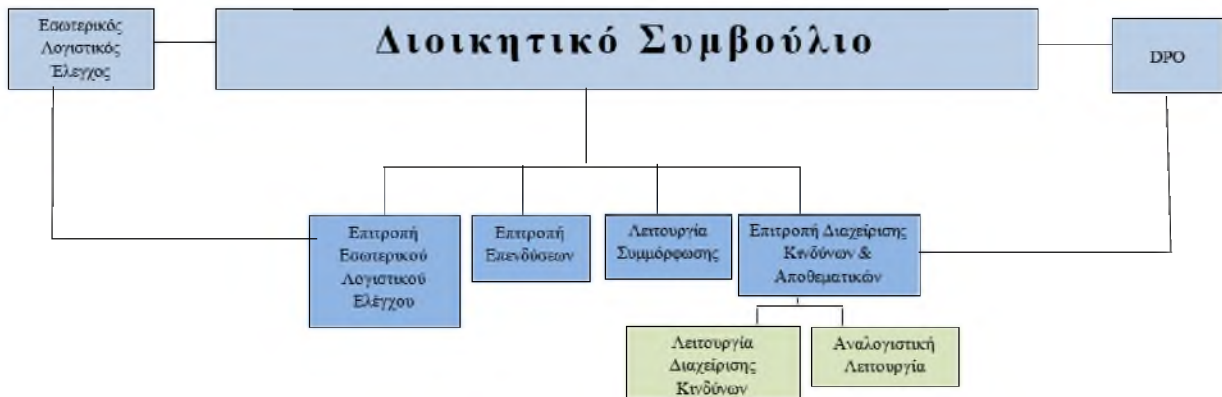 Εσωτερικός
Λογιστικός
Έλεγχος
Διοικητικό Συμβούλιο
DPO
Επιτροπή
Εσωτερικού
Λογιστικού
Ελέγχου
Επιτροπή
Επενδύσεων
Λειτουργία
Συμμόρφωσης
Επιτροπή Διαχείρισης
Κινδύνων &
Αποθεματικών
Λειτουργία
Διαχείρισης
Κινδύνων
Αναλογιστική
Λειτουργία